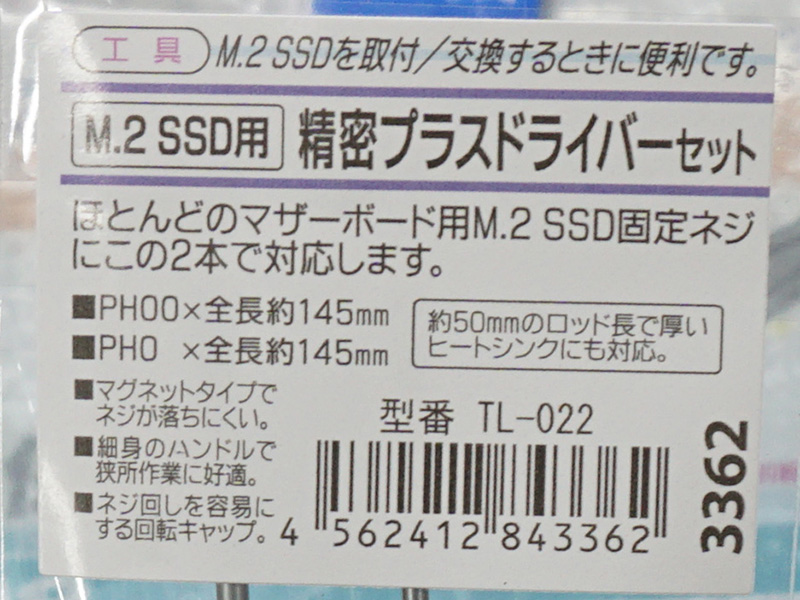 工具 M.2 SSDを取付/交換するときに便利です。
M.2 SSD用 精密プラスドライバーセット
ほとんどのマザーボード用M.2 SSD固定ネジ
にこの2本で対応します。
■PH00×全長約145mm
■PH0 ×全長約145mm
約50mmのロッド長で厚い
ヒートシンクにも対応。
■マグネットタイプで
ネジが落ちにくい。
■細身のハンドルで
狭所作業に好適。
■ネジ回しを容易に
する回転キャップ。
型番 TL-022
4 562412 843362
3362